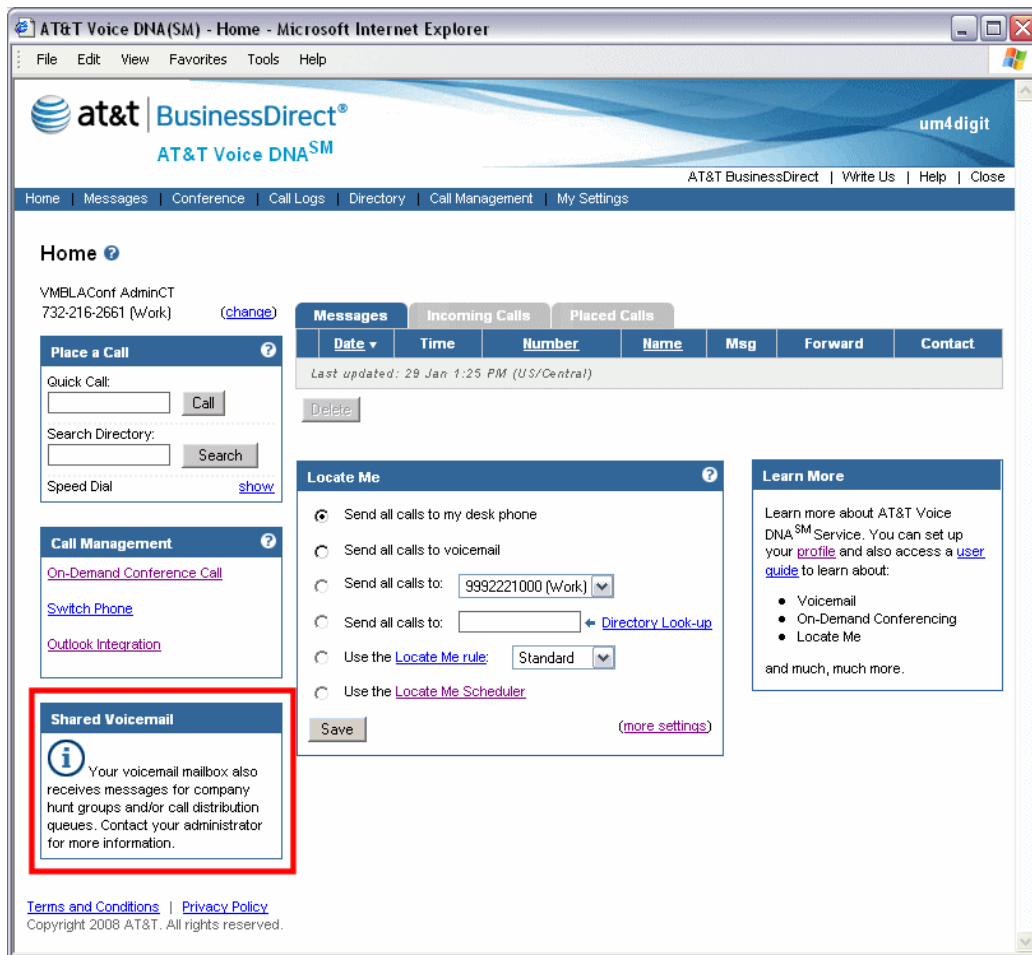 AT&T Voice DNA(SM) - Home - Microsoft Internet Explorer
File Edit View Favorites Tools Help
at&t | BusinessDirect®
AT&T Voice DNA SM
um4digit
AT&T BusinessDirect | Write Us | Help | Close
Home | Messages | Conference | Call Logs | Directory | Call Management | My Settings
Home ?
VMBLAConf AdminCT
732-216-2661 (Work) (change)
Place a Call ?
Quick Call:
Call
Search Directory:
Search
Speed Dial show
Call Management ?
On-Demand Conference Call
Switch Phone
Outlook Integration
Shared Voicemail
i Your voicemail mailbox also
receives messages for company
hunt groups and/or call distribution
queues. Contact your administrator
for more information.
Messages Incoming Calls Placed Calls
Date Time Number Name Msg Forward Contact
Last updated: 29 Jan 1:25 PM (US/Central)
Delete
Locate Me ?
Send all calls to my desk phone
Send all calls to voicemail
Send all calls to: 9992221000 (Work)
Send all calls to: Directory Look-up
Use the Locate Me rule: Standard
Use the Locate Me Scheduler
Save (more settings)
Learn More
Learn more about AT&T Voice
DNA SM Service. You can set up
your profile and also access a user
guide to learn about:
• Voicemail
• On-Demand Conferencing
• Locate Me
and much, much more.
Terms and Conditions | Privacy Policy
Copyright 2008 AT&T. All rights reserved.